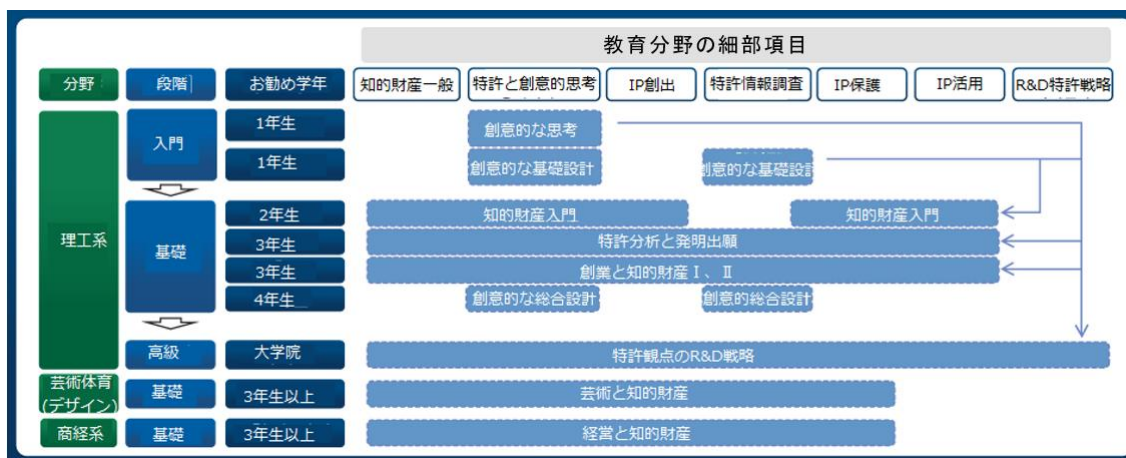 教育分野の細部項目
分野 段階 お勧め学年 知的財産一般 特許と創意的思考 IP創出 特許情報調査 IP保護 IP活用 R&D特許戦略
理工系
入門
1年生 創意的な思考
1年生 創意的な基礎設計 創意的な基礎設計
基礎
2年生 知的財産入門 知的財産入門
3年生 特許分析と発明出願
3年生 創業と知的財産Ⅰ、Ⅱ
4年生 創意的な総合設計 創意的総合設計
高級 大学院 特許観点のR&D戦略
芸術体育
(デザイン) 基礎 3年生以上 芸術と知的財産
商経系 基礎 3年生以上 経営と知的財産